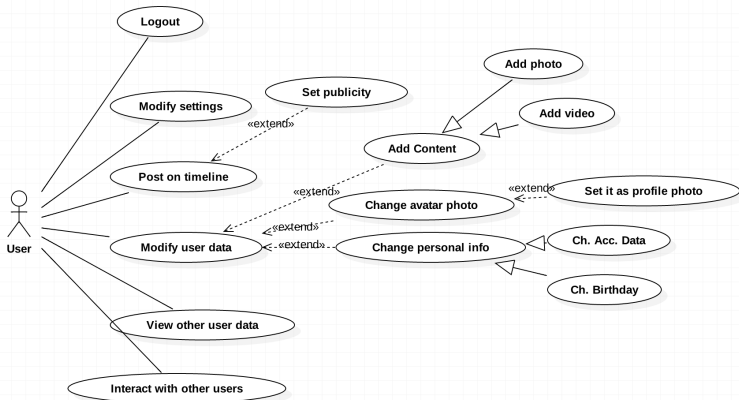 Logout
Add photo
Set publicity
Modify settings
Add video
«extend»
Add Content
Post on timeline
«extend»
«extend»
Set it as profile photo
Change avatar photo
«extend»
User
Modify user data
«extend»
Change personal info
Ch. Acc. Data
Ch. Birthday
View other user data
Interact with other users